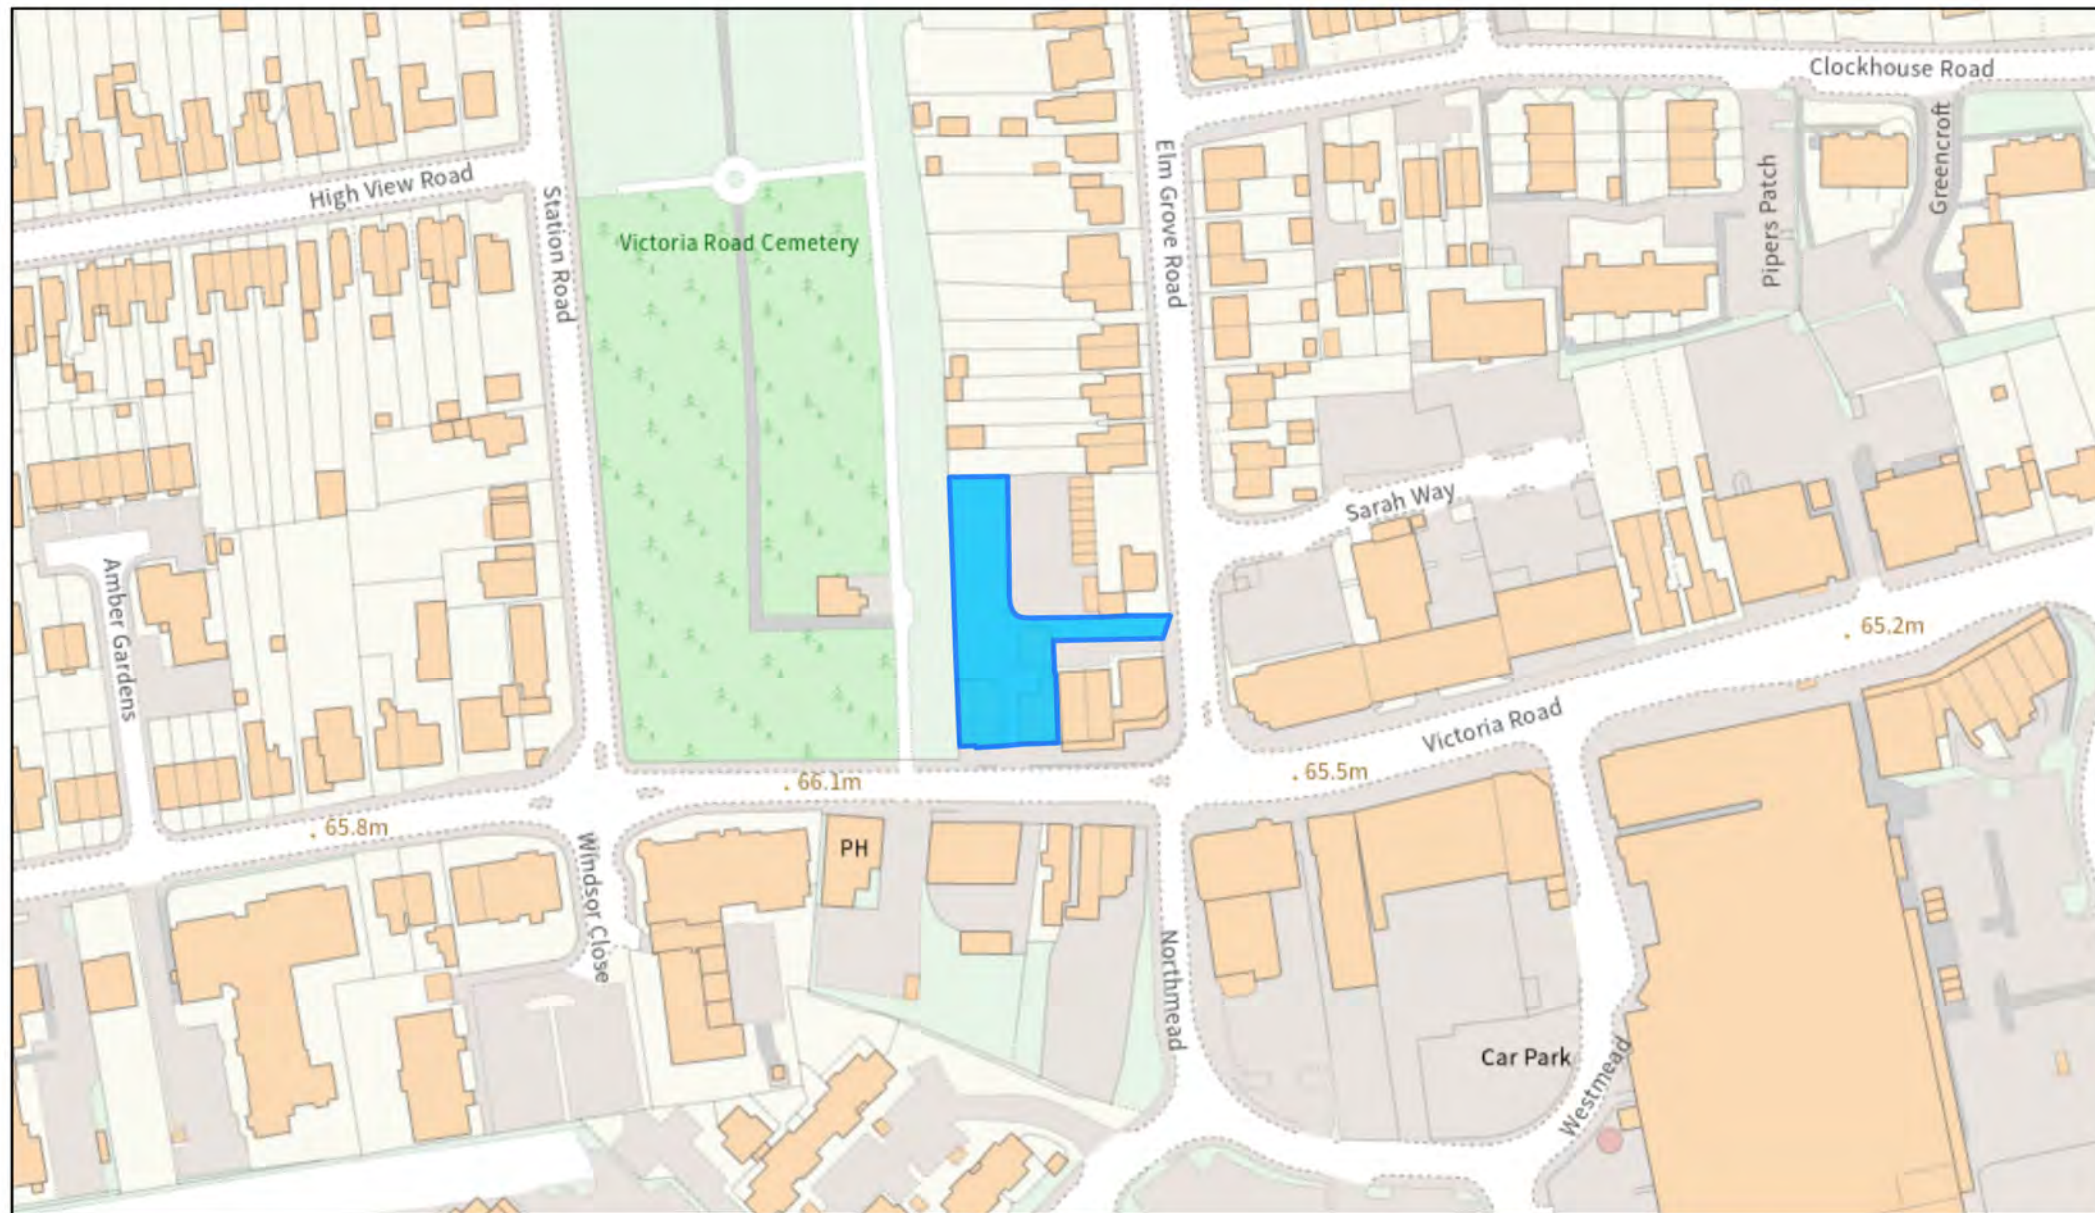 Clockhouse Road
High View Road
Station Road
Victoria Road Cemetery
Elm Grove Road
Pipers Patch
Greencroft
Sarah Way
Amber Gardens
65.2m
Victoria Road
66.1m
65.5m
65.8m
Windsor Close
PH
Northmead
Car Park
Westmead